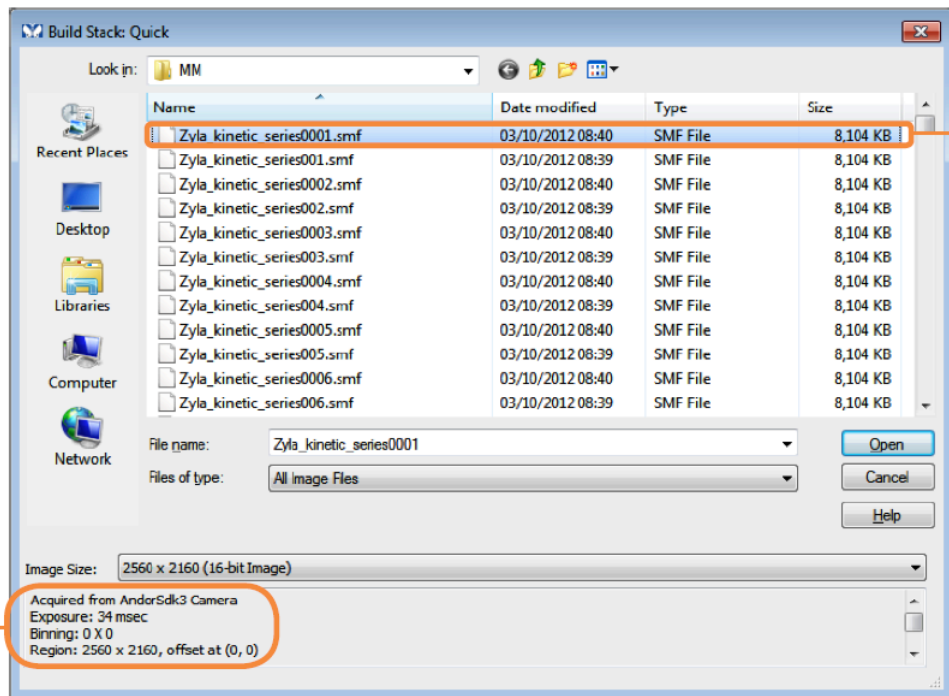 Build Stack: Quick
Look in: MM
Name Date modified Type Size
Zyla_kinetic_series0001.smf 03/10/2012 08:40 SMF File 8,104 KB
Zyla_kinetic_series001.smf 03/10/2012 08:39 SMF File 8,104 KB
Zyla_kinetic_series0002.smf 03/10/2012 08:40 SMF File 8,104 KB
Zyla_kinetic_series002.smf 03/10/2012 08:39 SMF File 8,104 KB
Zyla_kinetic_series0003.smf 03/10/2012 08:40 SMF File 8,104 KB
Zyla_kinetic_series003.smf 03/10/2012 08:39 SMF File 8,104 KB
Zyla_kinetic_series0004.smf 03/10/2012 08:40 SMF File 8,104 KB
Zyla_kinetic_series004.smf 03/10/2012 08:39 SMF File 8,104 KB
Zyla_kinetic_series0005.smf 03/10/2012 08:40 SMF File 8,104 KB
Zyla_kinetic_series005.smf 03/10/2012 08:39 SMF File 8,104 KB
Zyla_kinetic_series0006.smf 03/10/2012 08:40 SMF File 8,104 KB
Zyla_kinetic_series006.smf 03/10/2012 08:39 SMF File 8,104 KB
Recent Places
Desktop
Libraries
Computer
Network
File name: Zyla_kinetic_series0001 Open
Files of type: All Image Files Cancel
Help
Image Size: 2560 x 2160 (16-bit Image)
Acquired from AndorSdk3 Camera
Exposure: 34 msec
Binning: 0 X 0
Region: 2560 x 2160, offset at (0, 0)